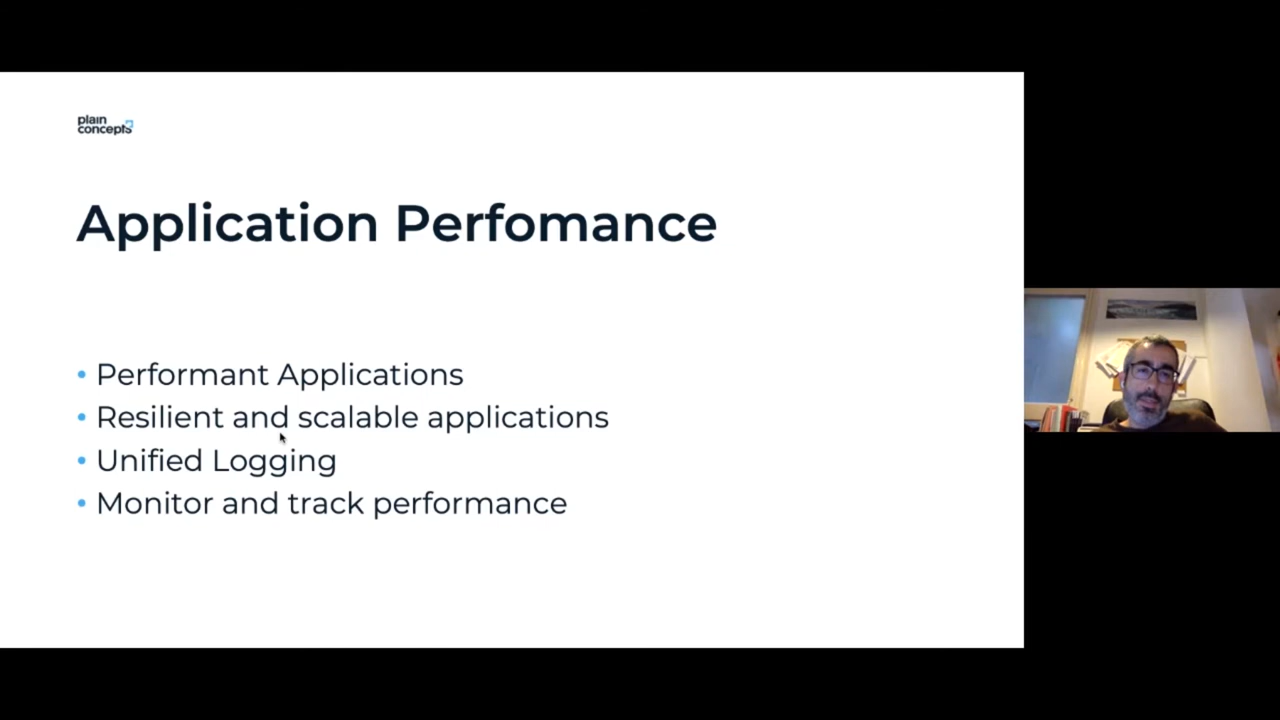 plain
concepts
Application Perfomance
• Performant Applications
• Resilient and scalable applications
• Unified Logging
• Monitor and track performance